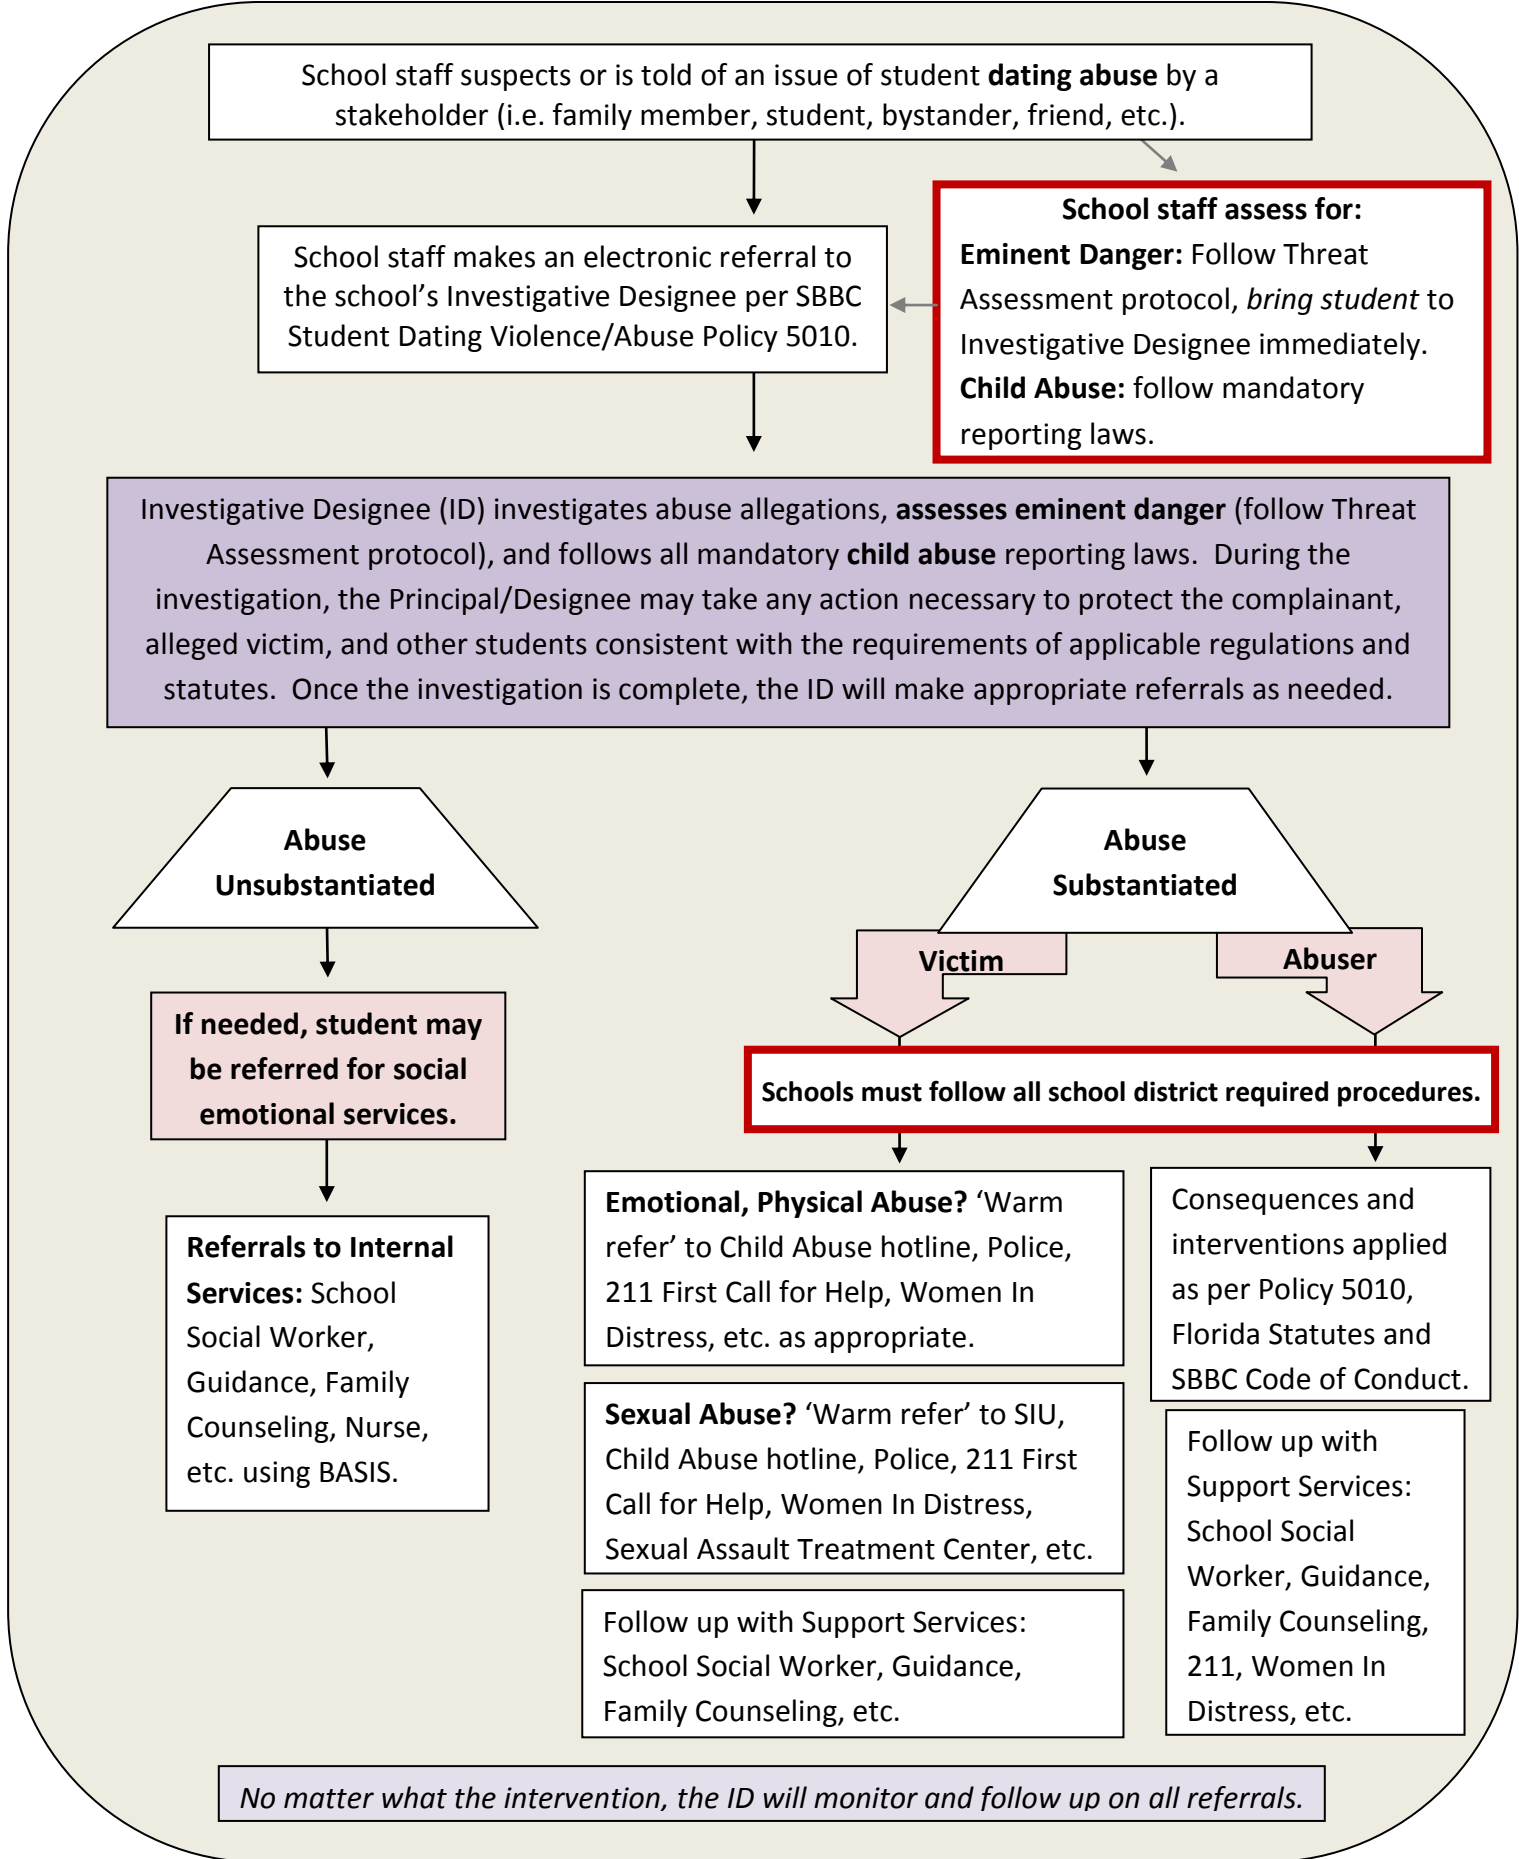 School staff suspects or is told of an issue of student dating abuse by a
stakeholder (i.e. family member, student, bystander, friend, etc.).
School staff assess for:
Eminent Danger: Follow Threat
Assessment protocol, bring student to
Investigative Designee immediately.
Child Abuse: follow mandatory
reporting laws.
School staff makes an electronic referral to
the school’s Investigative Designee per SBBC
Student Dating Violence/Abuse Policy 5010.
Investigative Designee (ID) investigates abuse allegations, assesses eminent danger (follow Threat
Assessment protocol), and follows all mandatory child abuse reporting laws.  During the
investigation, the Principal/Designee may take any action necessary to protect the complainant,
alleged victim, and other students consistent with the requirements of applicable regulations and
statutes.  Once the investigation is complete, the ID will make appropriate referrals as needed.
Abuse
Unsubstantiated
If needed, student may
be referred for social
emotional services.
Referrals to Internal
Services: School
Social Worker,
Guidance, Family
Counseling, Nurse,
etc. using BASIS.
Abuse
Substantiated
Victim
Abuser
Schools must follow all school district required procedures.
Emotional, Physical Abuse? ‘Warm
refer’ to Child Abuse hotline, Police,
211 First Call for Help, Women In
Distress, etc. as appropriate.
Sexual Abuse? ‘Warm refer’ to SIU,
Child Abuse hotline, Police, 211 First
Call for Help, Women In Distress,
Sexual Assault Treatment Center, etc.
Follow up with Support Services:
School Social Worker, Guidance,
Family Counseling, etc.
Consequences and
interventions applied
as per Policy 5010,
Florida Statutes and
SBBC Code of Conduct.
Follow up with
Support Services:
School Social
Worker, Guidance,
Family Counseling,
211, Women In
Distress, etc.
No matter what the intervention, the ID will monitor and follow up on all referrals.